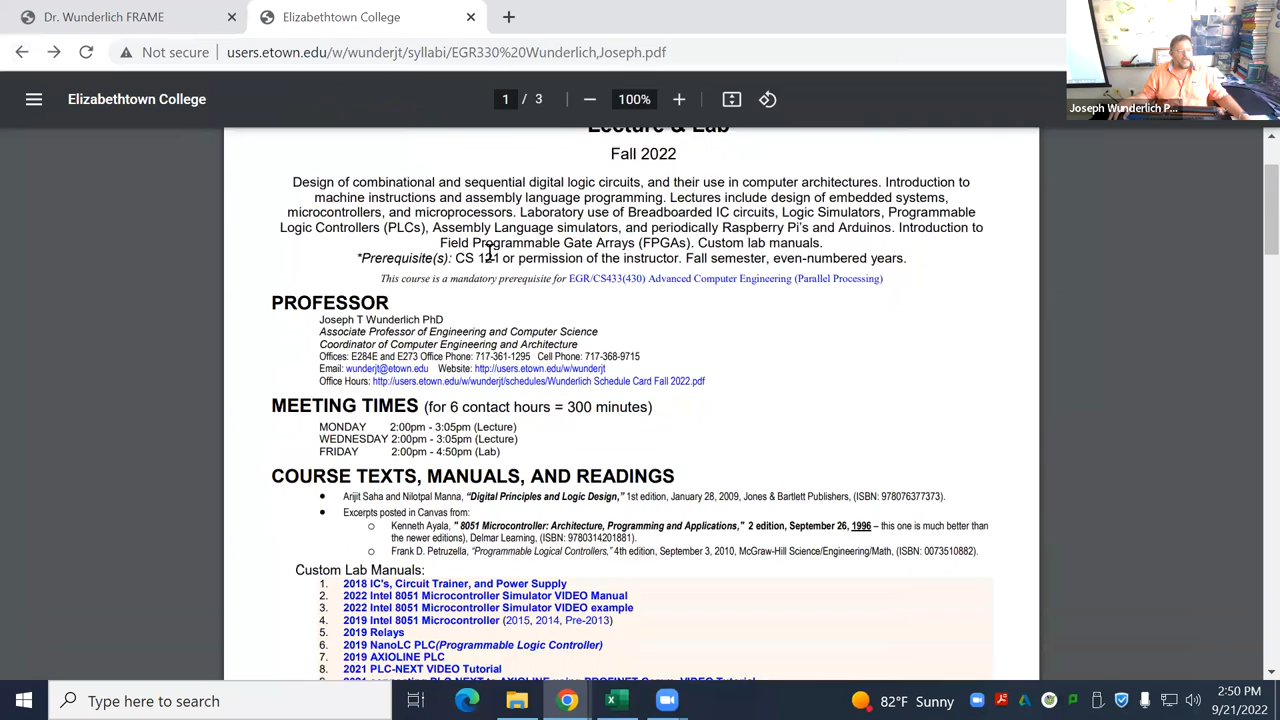 Dr. Wunderlich FRAME
Elizabethtown College
Not secure
users.etown.edu/w/wunderjt/syllabi/EGR330%20Wunderlich,Joseph.pdf
Elizabethtown College
1 / 3
100%
Joseph Wunderlich P...
Lecture & Lab
Fall 2022
Design of combinational and sequential digital logic circuits, and their use in computer architectures. Introduction to
machine instructions and assembly language programming. Lectures include design of embedded systems,
microcontrollers, and microprocessors. Laboratory use of Breadboarded IC circuits, Logic Simulators, Programmable
Logic Controllers (PLCs), Assembly Language simulators, and periodically Raspberry Pi's and Arduinos. Introduction to
Field Programmable Gate Arrays (FPGAs). Custom lab manuals.
*Prerequisite(s): CS 121 or permission of the instructor. Fall semester, even-numbered years.
This course is a mandatory prerequisite for EGR/CS433(430) Advanced Computer Engineering (Parallel Processing)
PROFESSOR
Joseph T Wunderlich PhD
Associate Professor of Engineering and Computer Science
Coordinator of Computer Engineering and Architecture
Offices: E284E and E273 Office Phone: 717-361-1295 Cell Phone: 717-368-9715
Email: wunderjt@etown.edu Website: http://users.etown.edu/w/wunderjt
Office Hours: http://users.etown.edu/w/wunderjt/schedules/Wunderlich Schedule Card Fall 2022.pdf
MEETING TIMES (for 6 contact hours = 300 minutes)
MONDAY 2:00pm - 3:05pm (Lecture)
WEDNESDAY 2:00pm - 3:05pm (Lecture)
FRIDAY 2:00pm - 4:50pm (Lab)
COURSE TEXTS, MANUALS, AND READINGS
• Arijit Saha and Nilotpal Manna, "Digital Principles and Logic Design," 1st edition, January 28, 2009, Jones & Bartlett Publishers, (ISBN: 978076377373).
• Excerpts posted in Canvas from:
o Kenneth Ayala, " 8051 Microcontroller: Architecture, Programming and Applications," 2 edition, September 26, 1996 – this one is much better than
the newer editions), Delmar Learning, (ISBN: 9780314201881).
o Frank D. Petruzella, "Programmable Logical Controllers," 4th edition, September 3, 2010, McGraw-Hill Science/Engineering/Math, (ISBN: 0073510882).
Custom Lab Manuals:
1. 2018 IC's, Circuit Trainer, and Power Supply
2. 2022 Intel 8051 Microcontroller Simulator VIDEO Manual
3. 2022 Intel 8051 Microcontroller Simulator VIDEO example
4. 2019 Intel 8051 Microcontroller (2015, 2014, Pre-2013)
5. 2019 Relays
6. 2019 NanoLC PLC(Programmable Logic Controller)
7. 2019 AXIOLINE PLC
8. 2021 PLC-NEXT VIDEO Tutorial
9. 2021 connecting PLC-NEXT to AXIOLINE using PROFINET Comm. VIDEO Tutorial
Type here to search
82°F Sunny
2:50 PM
9/21/2022